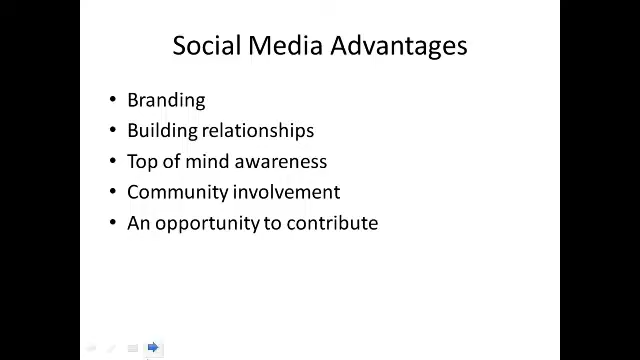 Social Media Advantages
• Branding
• Building relationships
• Top of mind awareness
• Community involvement
• An opportunity to contribute